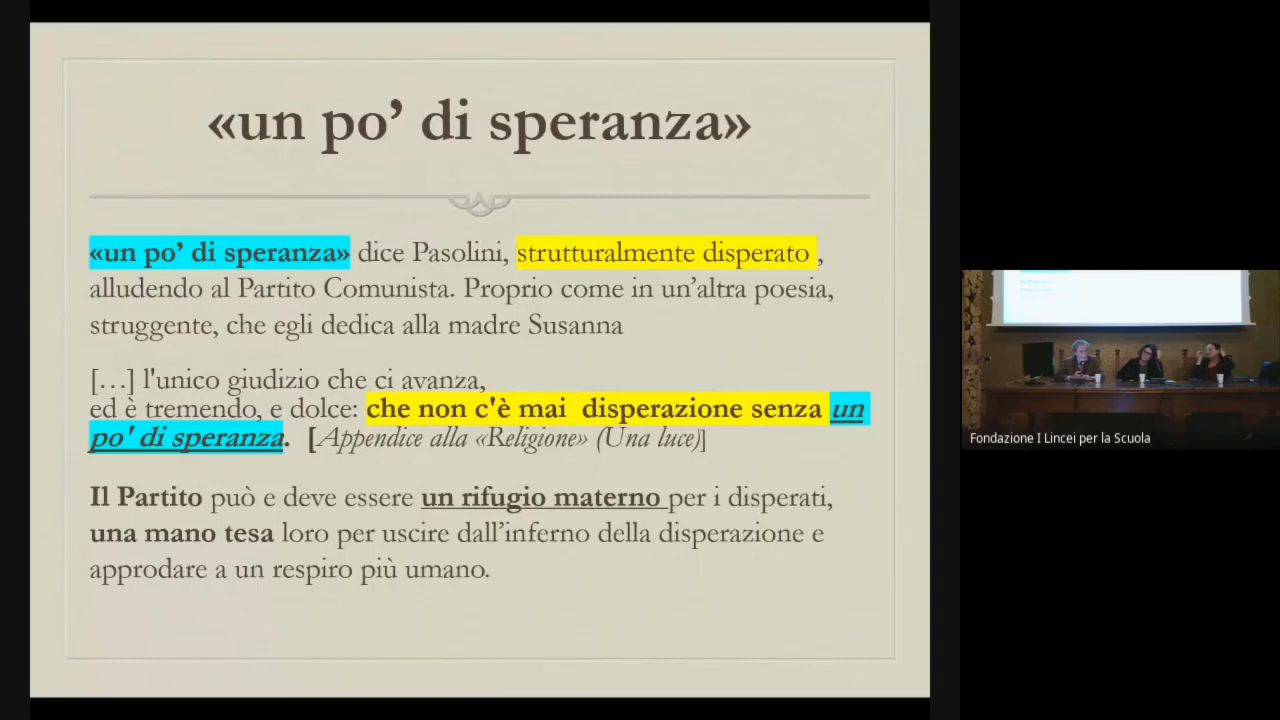 «un po’ di speranza»
«un po’ di speranza» dice Pasolini, strutturalmente disperato ,
alludendo al Partito Comunista. Proprio come in un’altra poesia,
struggente, che egli dedica alla madre Susanna
[…] l'unico giudizio che ci avanza,
ed è tremendo, e dolce: che non c'è mai disperazione senza un
po' di speranza. [Appendice alla «Religione» (Una luce)]
Il Partito può e deve essere un rifugio materno per i disperati,
una mano tesa loro per uscire dall’inferno della disperazione e
approdare a un respiro più umano.
Fondazione I Lincei per la Scuola